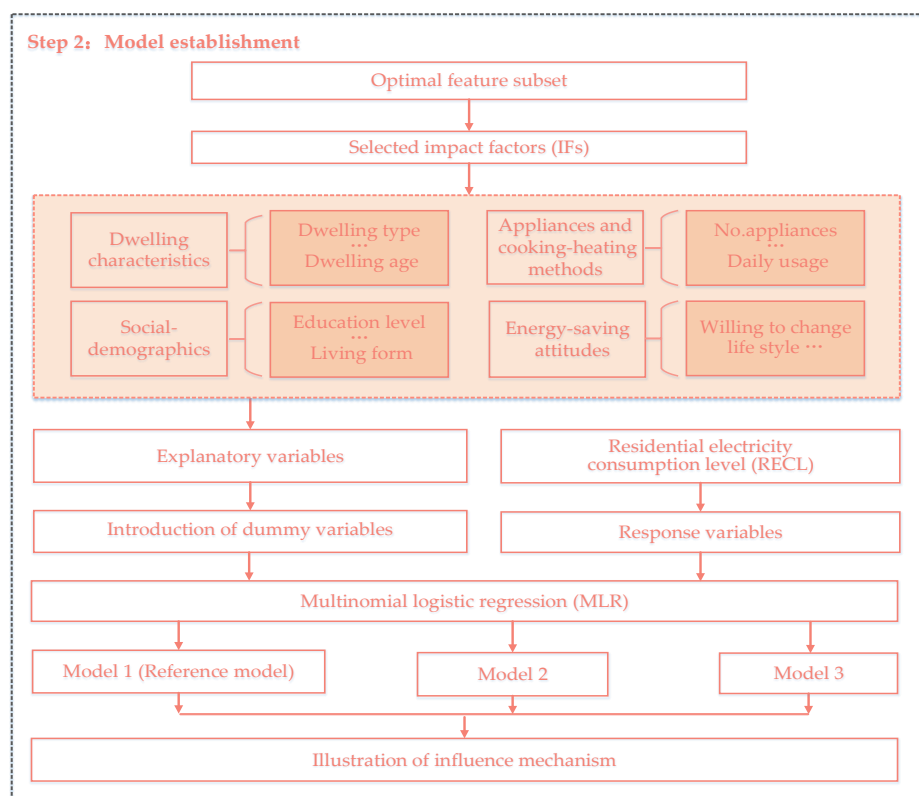 Step 2：Model establishment
Optimal feature subset
Selected impact factors (IFs)
Dwelling
characteristics
Dwelling type
…
Dwelling age
Appliances and
cooking-heating
methods
No.appliances
…
Daily usage
Social-
demographics
Education level
…
Living form
Energy-saving
attitudes
Willing to change
life style …
Explanatory variables
Residential electricity
consumption level (RECL)
Introduction of dummy variables
Response variables
Multinomial logistic regression (MLR)
Model 1 (Reference model)
Model 2
Model 3
Illustration of influence mechanism